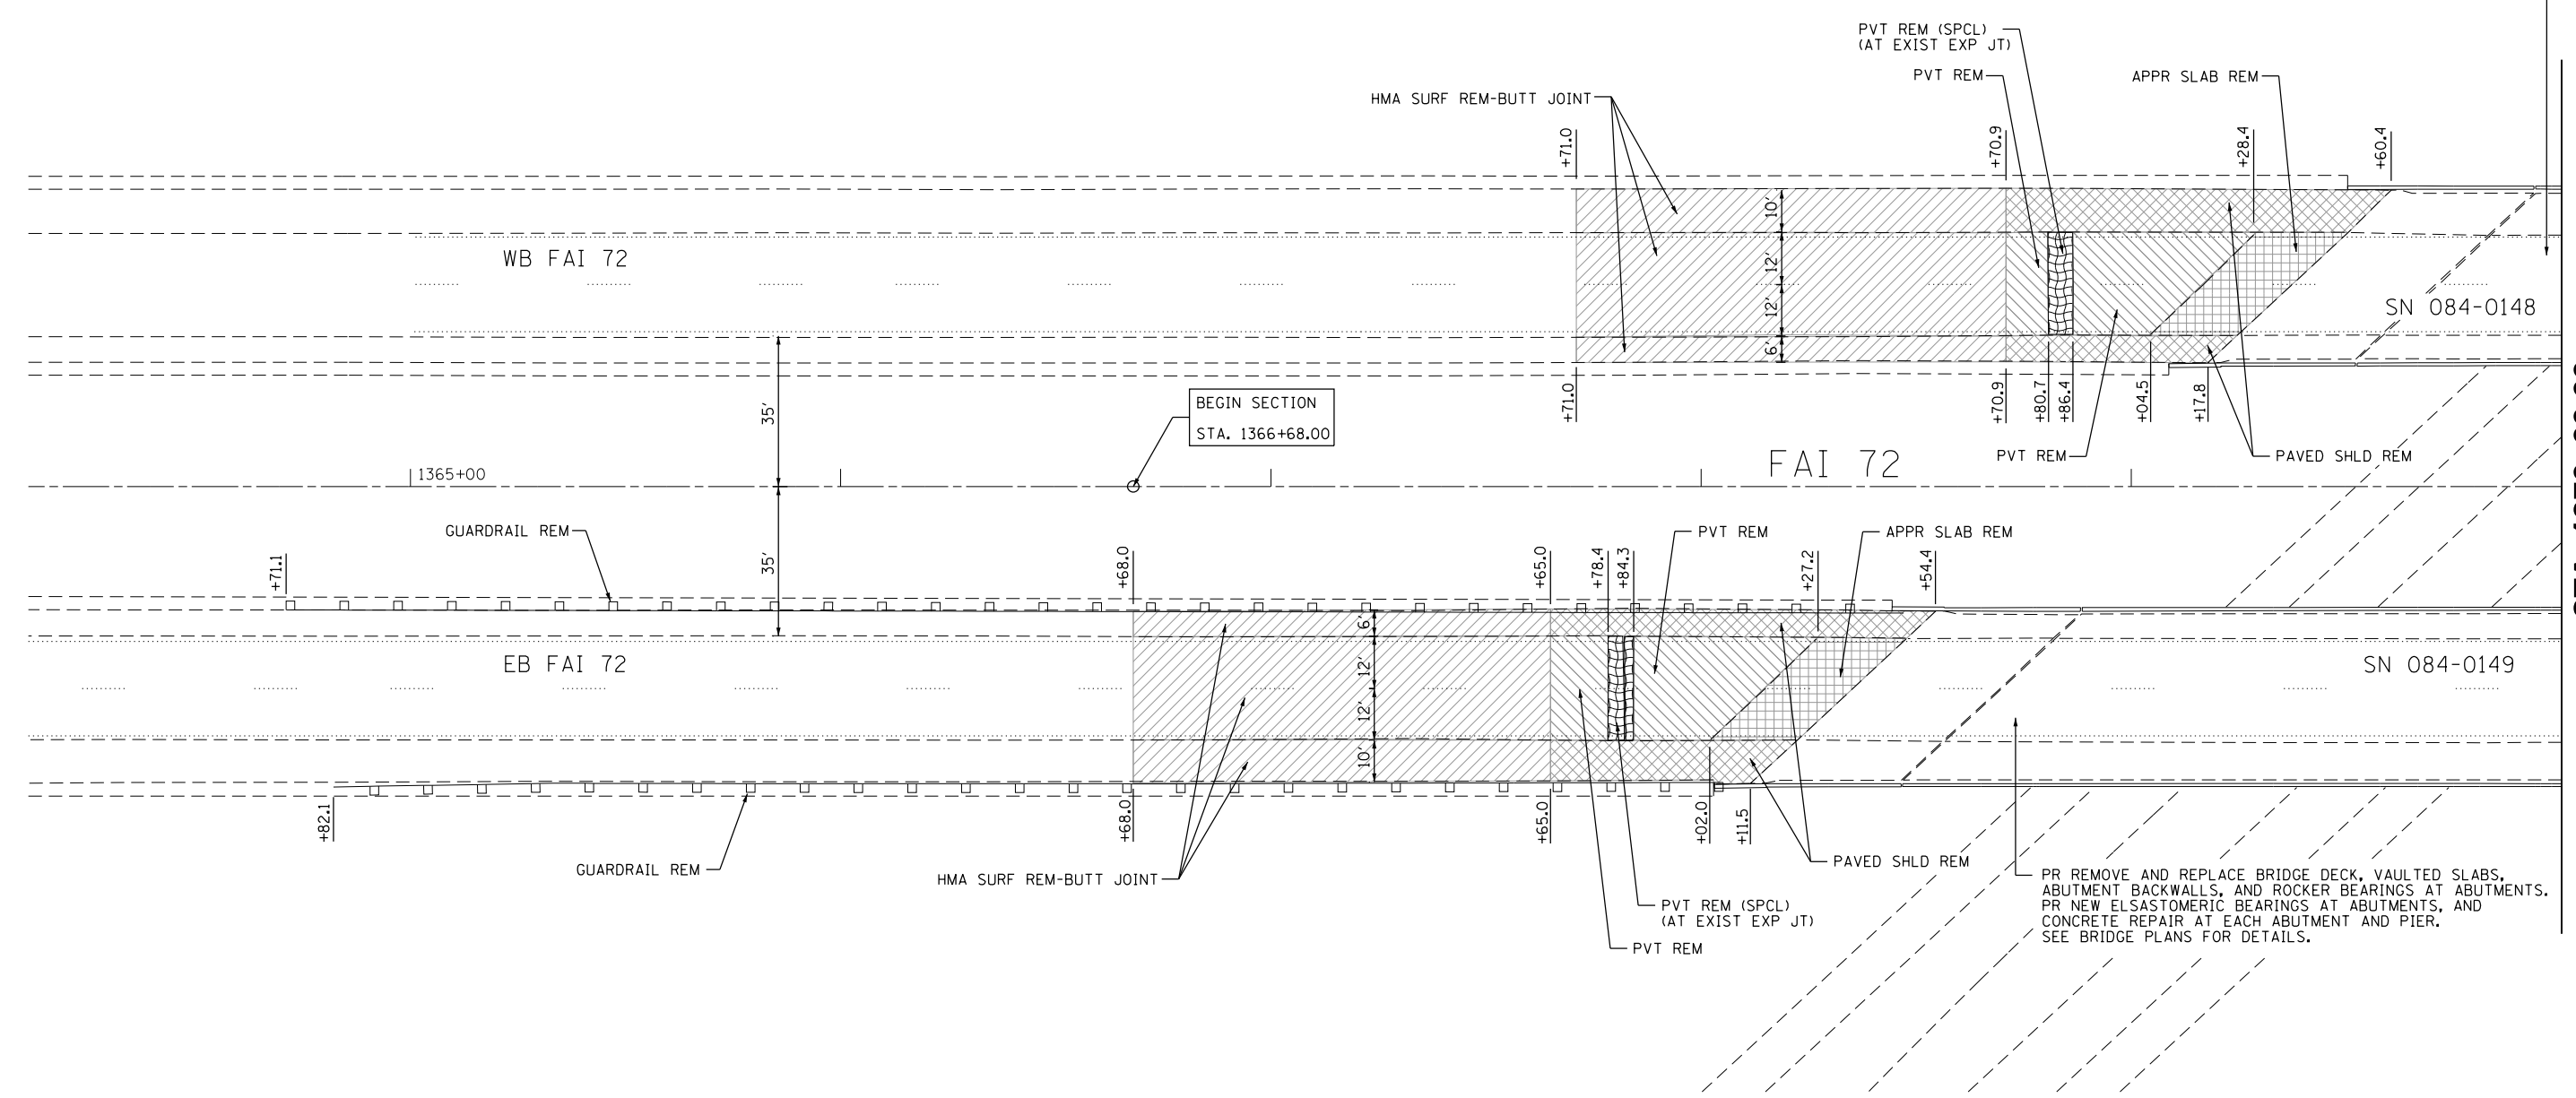 PVT REM (SPCL)
(AT EXIST EXP JT)
PVT REM
APPR SLAB REM
HMA SURF REM-BUTT JOINT
+71.0
+70.9
+28.4
+60.4
10'
12'
12'
6'
WB FAI 72
SN 084-0148
+71.0
+70.9
+80.7
+86.4
+04.5
+17.8
35'
BEGIN SECTION
STA. 1366+68.00
PVT REM
PAVED SHLD REM
FAI 72
1365+00
GUARDRAIL REM
35'
PVT REM
APPR SLAB REM
+71.1
+68.0
+65.0
+78.4
+84.3
+27.2
+54.4
6'
12'
12'
10'
EB FAI 72
SN 084-0149
+82.1
+68.0
+65.0
+02.0
+11.5
GUARDRAIL REM
HMA SURF REM-BUTT JOINT
PAVED SHLD REM
PVT REM (SPCL)
(AT EXIST EXP JT)
PVT REM
PR REMOVE AND REPLACE BRIDGE DECK, VAULTED SLABS,
ABUTMENT BACKWALLS, AND ROCKER BEARINGS AT ABUTMENTS.
PR NEW ELSASTOMERIC BEARINGS AT ABUTMENTS, AND
CONCRETE REPAIR AT EACH ABUTMENT AND PIER.
SEE BRIDGE PLANS FOR DETAILS.